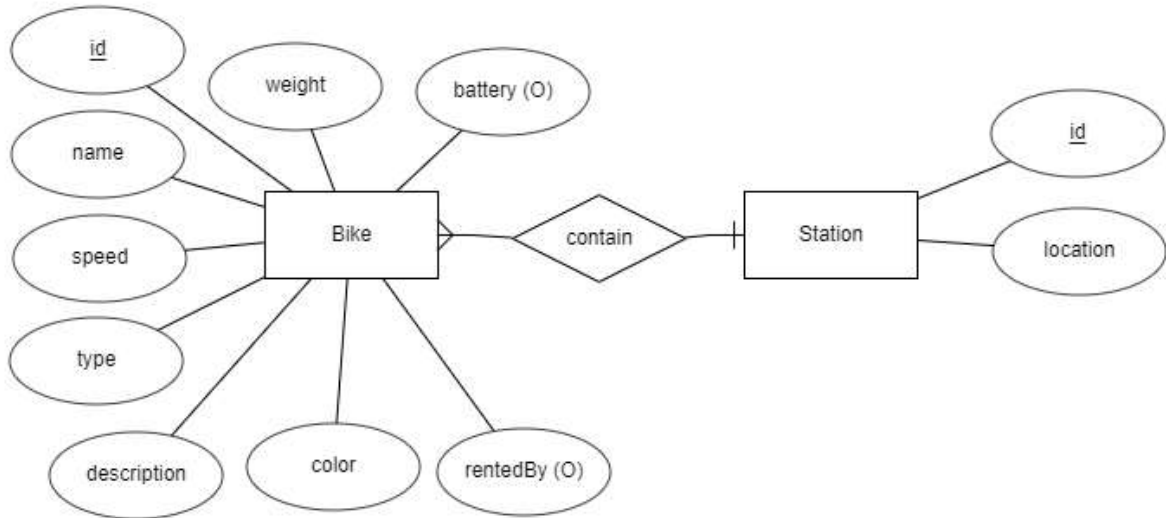 id
weight
battery (O)
name
speed
type
description
color
rentedBy (O)
Bike
contain
Station
id
location